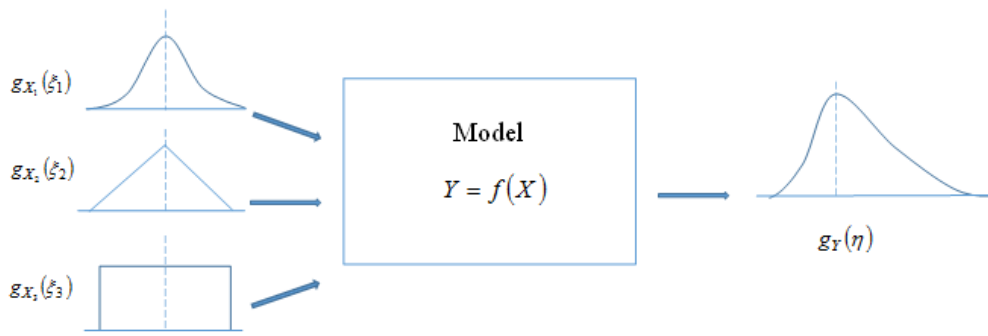 g_{X_1}(ξ_1)
g_{X_2}(ξ_2)
g_{X_3}(ξ_3)
Model
Y = f(X)
g_Y(η)